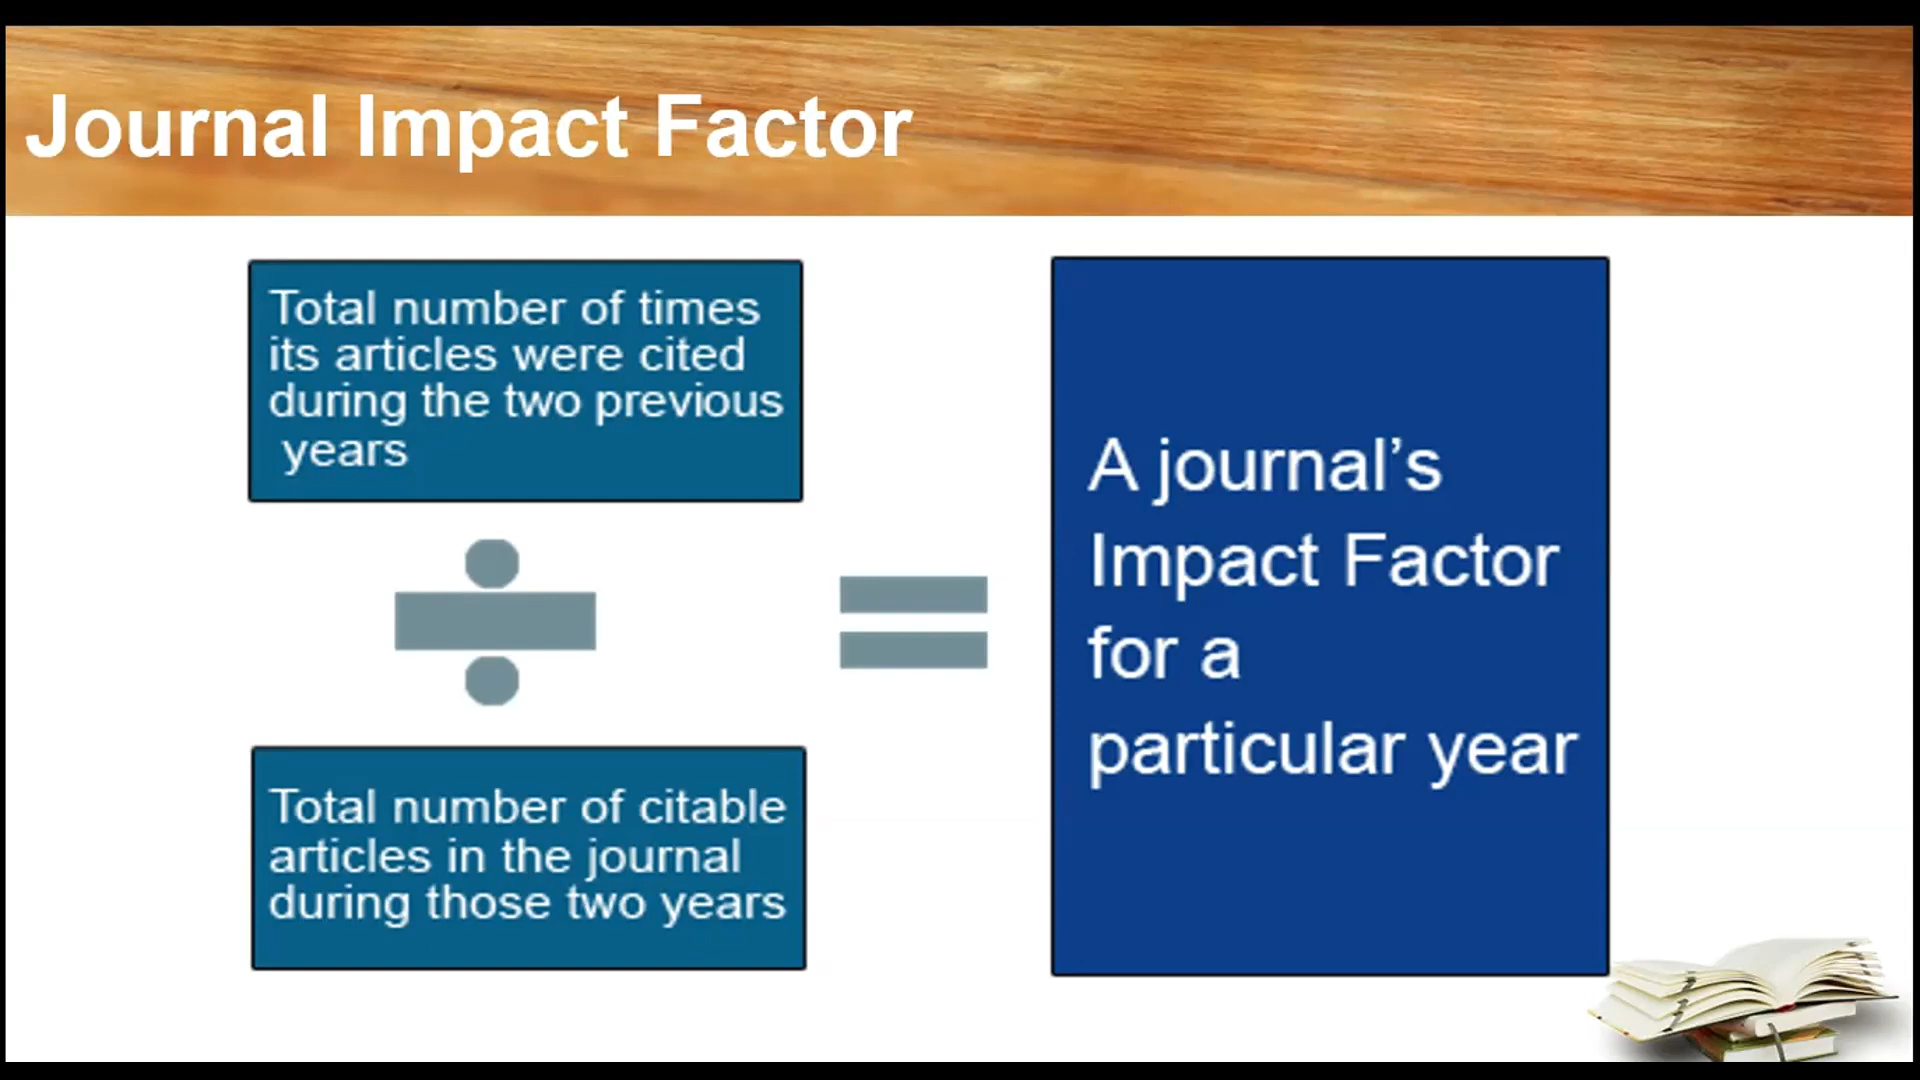 Journal Impact Factor
Total number of times
its articles were cited
during the two previous
years
Total number of citable
articles in the journal
during those two years
A journal’s
Impact Factor
for a
particular year